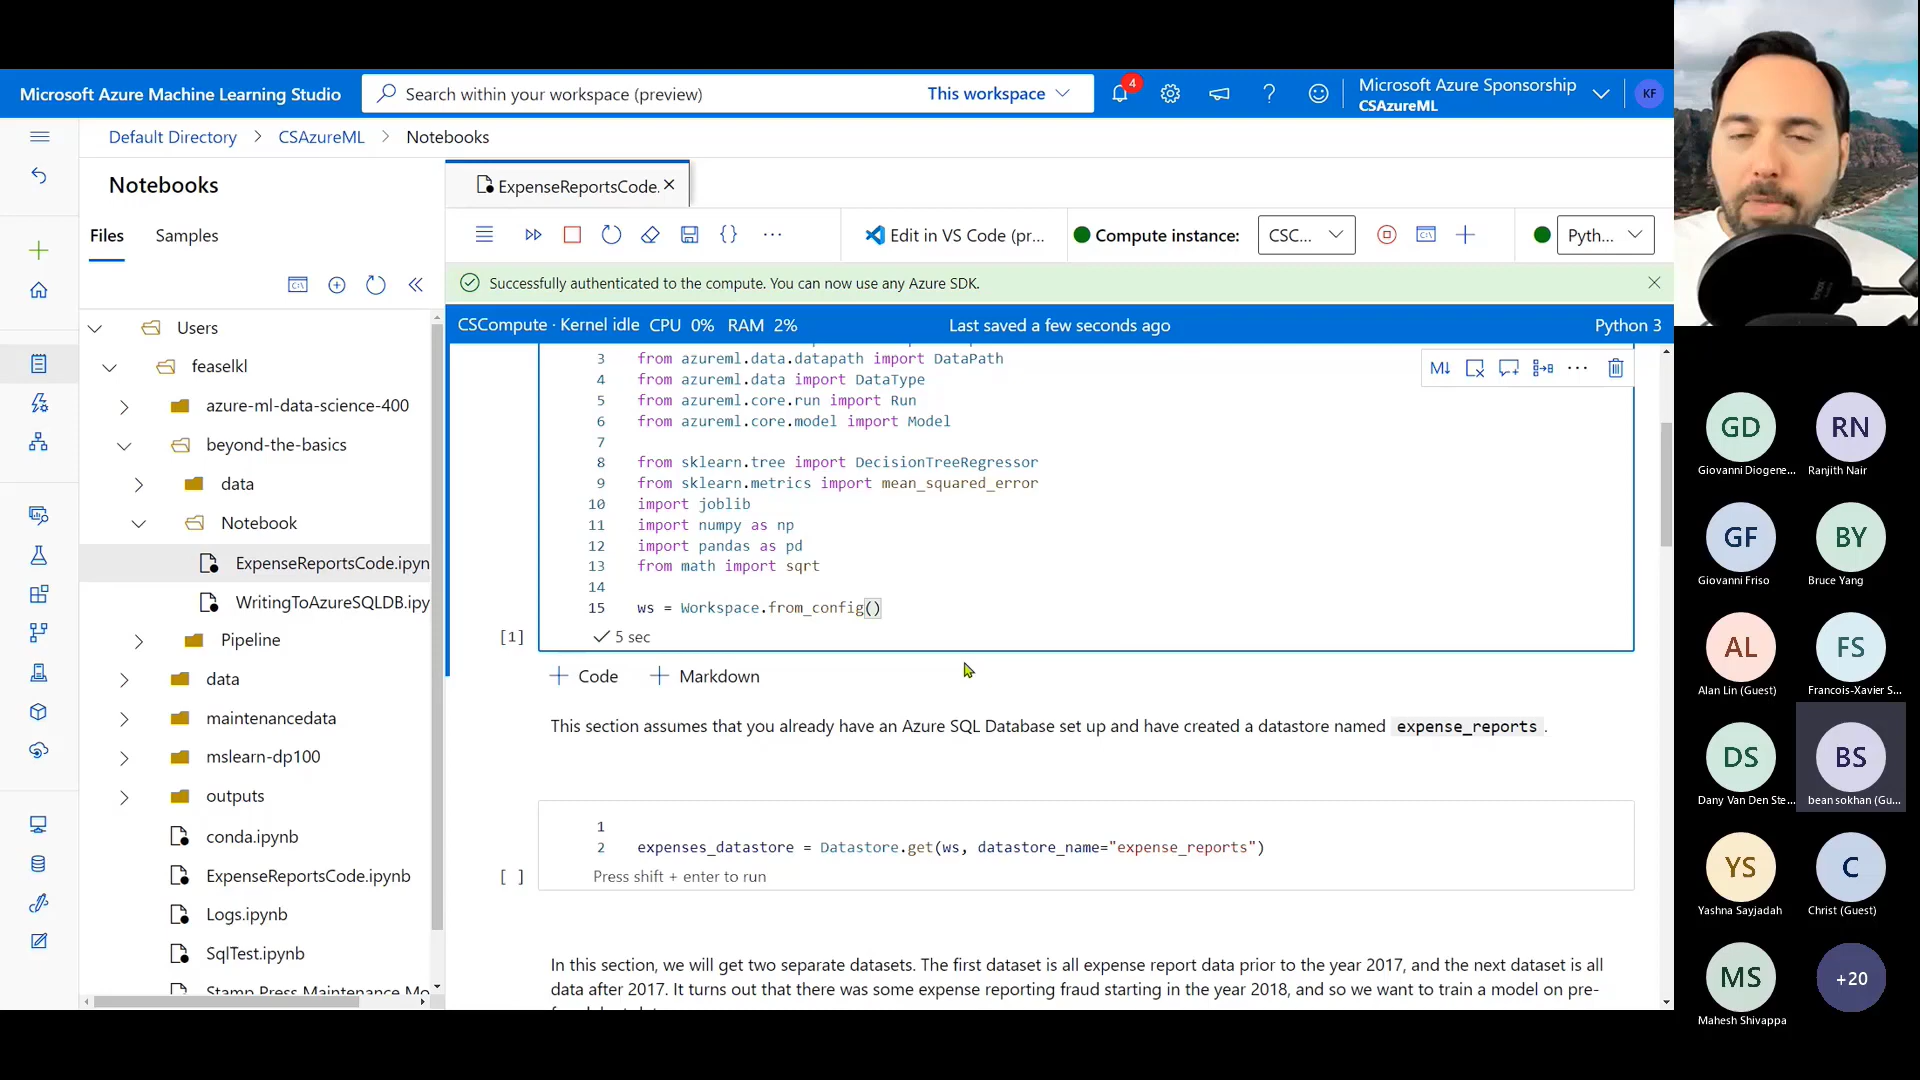 Microsoft Azure Machine Learning Studio
Search within your workspace (preview)
This workspace
4
Microsoft Azure Sponsorship
CSAzureML
KF
Default Directory > CSAzureML > Notebooks
Notebooks
Files
Samples
Users
feaselkl
azure-ml-data-science-400
beyond-the-basics
data
Notebook
ExpenseReportsCode.ipyn
WritingToAzureSQLDB.ipy
Pipeline
data
maintenancedata
mslearn-dp100
outputs
conda.ipynb
ExpenseReportsCode.ipynb
Logs.ipynb
SqlTest.ipynb
Stamp Press Maintenance Mo
ExpenseReportsCode.
Edit in VS Code (pr...
Compute instance:
CSC...
Pyth...
Successfully authenticated to the compute. You can now use any Azure SDK.
CSCompute · Kernel idle CPU 0% RAM 2%
Last saved a few seconds ago
Python 3
3 from azureml.data.datapath import DataPath
4 from azureml.data import DataType
5 from azureml.core.run import Run
6 from azureml.core.model import Model
7
8 from sklearn.tree import DecisionTreeRegressor
9 from sklearn.metrics import mean_squared_error
10 import joblib
11 import numpy as np
12 import pandas as pd
13 from math import sqrt
14
15 ws = Workspace.from_config()
[1]
5 sec
M↓
+ Code
+ Markdown
This section assumes that you already have an Azure SQL Database set up and have created a datastore named expense_reports .
1
2 expenses_datastore = Datastore.get(ws, datastore_name="expense_reports")
[ ]
Press shift + enter to run
In this section, we will get two separate datasets. The first dataset is all expense report data prior to the year 2017, and the next dataset is all
data after 2017. It turns out that there was some expense reporting fraud starting in the year 2018, and so we want to train a model on pre-
GD
Giovanni Diogene...
RN
Ranjith Nair
GF
Giovanni Friso
BY
Bruce Yang
AL
Alan Lin (Guest)
FS
Francois-Xavier S...
DS
Dany Van Den Ste...
BS
bean sokhan (Gu...
YS
Yashna Sayjadah
C
Christ (Guest)
MS
Mahesh Shivappa
+20